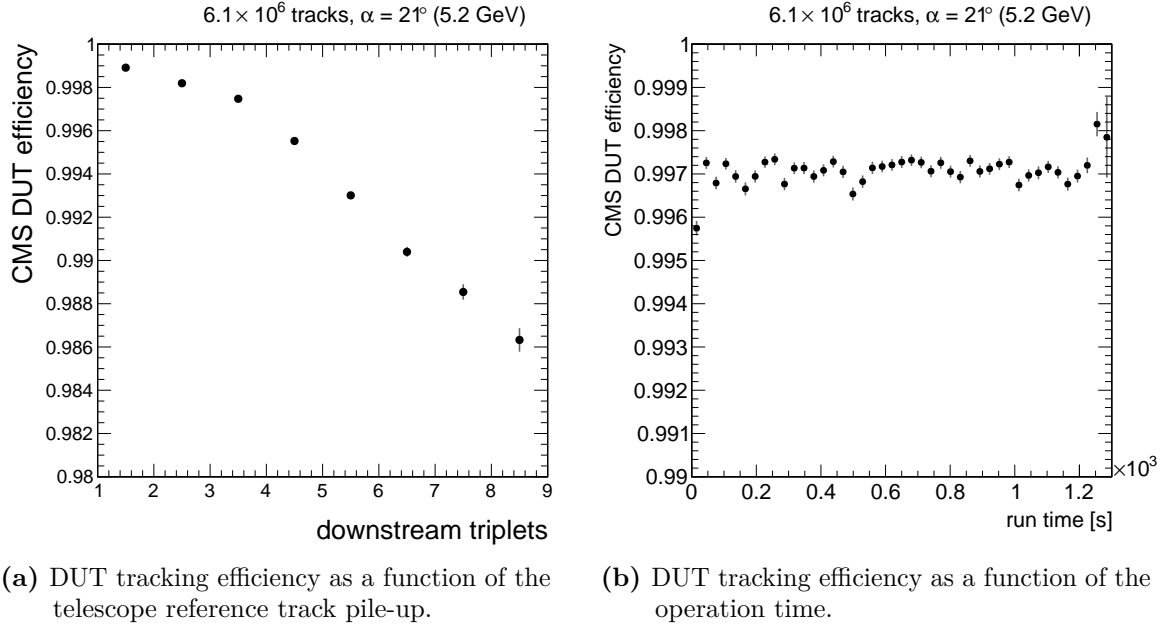 6.1× 10⁶ tracks, α = 21° (5.2 GeV)
CMS DUT efficiency
1
0.998
0.996
0.994
0.992
0.99
0.988
0.986
0.984
0.982
0.98
1 2 3 4 5 6 7 8 9
downstream triplets
(a) DUT tracking efficiency as a function of the
telescope reference track pile-up.
6.1× 10⁶ tracks, α = 21° (5.2 GeV)
CMS DUT efficiency
1
0.999
0.998
0.997
0.996
0.995
0.994
0.993
0.992
0.991
0.99
0 0.2 0.4 0.6 0.8 1 1.2
×10³
run time [s]
(b) DUT tracking efficiency as a function of the
operation time.